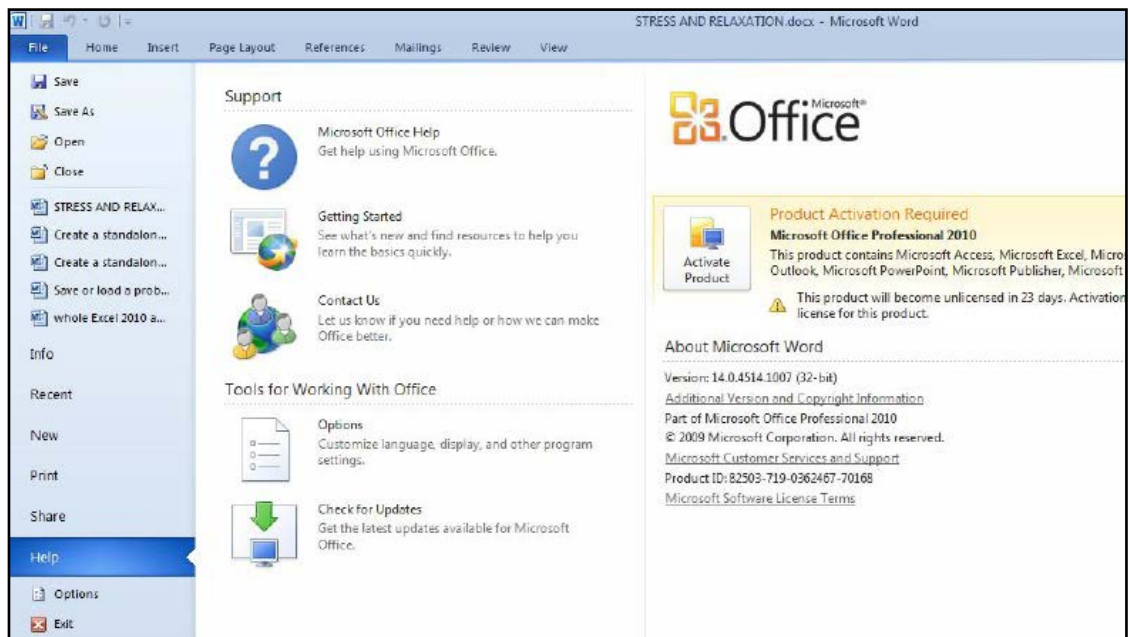 STRESS AND RELAXATION.docx - Microsoft Word
File Home Insert Page Layout References Mailings Review View
Save
Save As
Open
Close
STRESS AND RELAX...
Create a standalon...
Create a standalon...
Save or load a prob...
whole Excel 2010 a...
Info
Recent
New
Print
Share
Help
Options
Exit
Support
Microsoft Office Help
Get help using Microsoft Office.
Getting Started
See what's new and find resources to help you
learn the basics quickly.
Contact Us
Let us know if you need help or how we can make
Office better.
Tools for Working With Office
Options
Customize language, display, and other program
settings.
Check for Updates
Get the latest updates available for Microsoft
Office.
Microsoft®
Office
Activate
Product
Product Activation Required
Microsoft Office Professional 2010
This product contains Microsoft Access, Microsoft Excel, Micro
Outlook, Microsoft PowerPoint, Microsoft Publisher, Microsoft
This product will become unlicensed in 23 days. Activation
license for this product.
About Microsoft Word
Version: 14.0.4514.1007 (32-bit)
Additional Version and Copyright Information
Part of Microsoft Office Professional 2010
© 2009 Microsoft Corporation. All rights reserved.
Microsoft Customer Services and Support
Product ID: 82503-719-0362467-70168
Microsoft Software License Terms